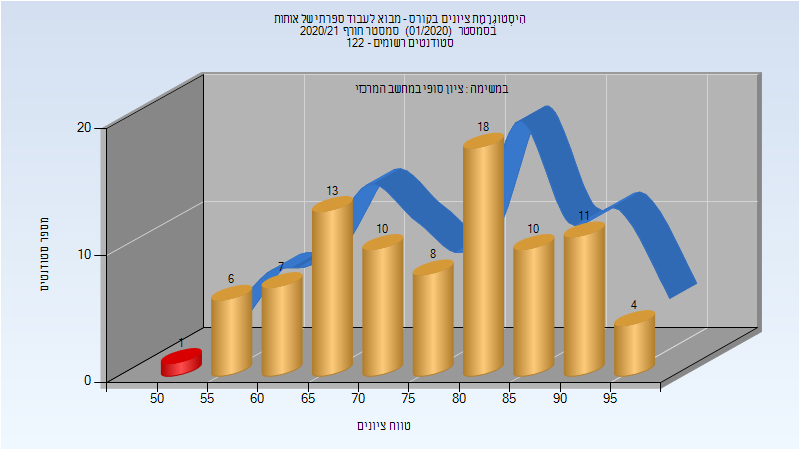 היסטוגרמת ציונים בקורס - מבוא לעבוד ספרתי של אותות
בסמסטר (01/2020) סמסטר חורף 2020/21
סטודנטים רשומים - 122
במשימה : ציון סופי במחשב המרכזי
מספר סטודנטים
20
10
0
1
6
7
13
10
8
18
10
11
4
50 55 60 65 70 75 80 85 90 95
טווח ציונים